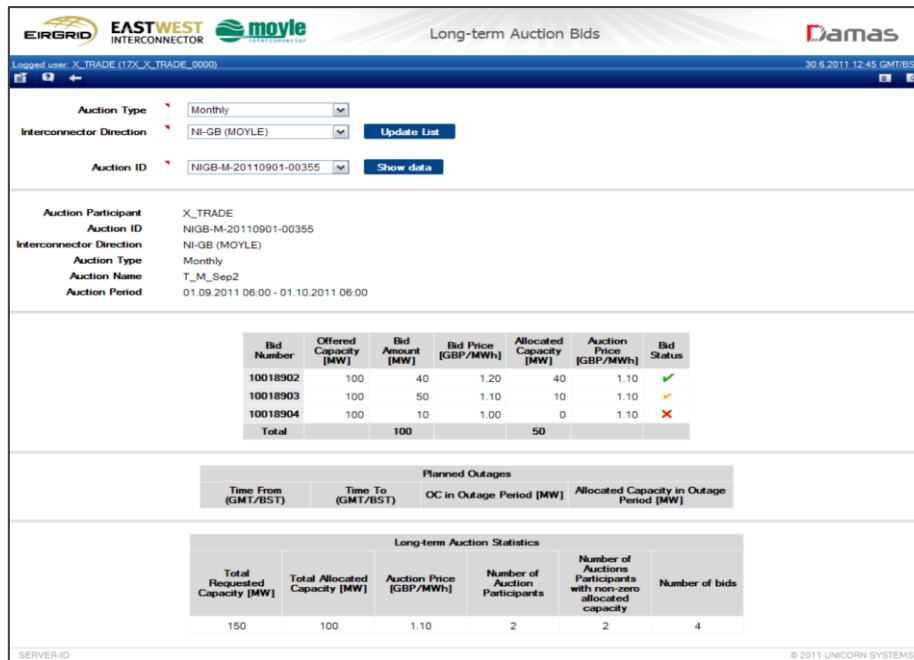 EIRGRID EASTWEST INTERCONNECTOR moyle interconnector Long-term Auction Bids Damas
Logged user: X_TRADE (17X_X_TRADE_0000) 30.6.2011 12:45 GMT/BS
Auction Type Monthly
Interconnector Direction NI-GB (MOYLE) Update List
Auction ID NIGB-M-20110901-00355 Show data
Auction Participant X_TRADE
Auction ID NIGB-M-20110901-00355
Interconnector Direction NI-GB (MOYLE)
Auction Type Monthly
Auction Name T_M_Sep2
Auction Period 01.09.2011 06:00 - 01.10.2011 06:00
Bid Number Offered Capacity [MW] Bid Amount [MW] Bid Price [GBP/MWh] Allocated Capacity [MW] Auction Price [GBP/MWh] Bid Status
10018902 100 40 1.20 40 1.10
10018903 100 50 1.10 10 1.10
10018904 100 10 1.00 0 1.10
Total 100 50
Planned Outages
Time From (GMT/BST) Time To (GMT/BST) OC in Outage Period [MW] Allocated Capacity in Outage Period [MW]
Long-term Auction Statistics
Total Requested Capacity [MW] Total Allocated Capacity [MW] Auction Price [GBP/MWh] Number of Auction Participants Number of Auctions Participants with non-zero allocated capacity Number of bids
150 100 1.10 2 2 4
SERVER-ID © 2011 UNICORN SYSTEMS